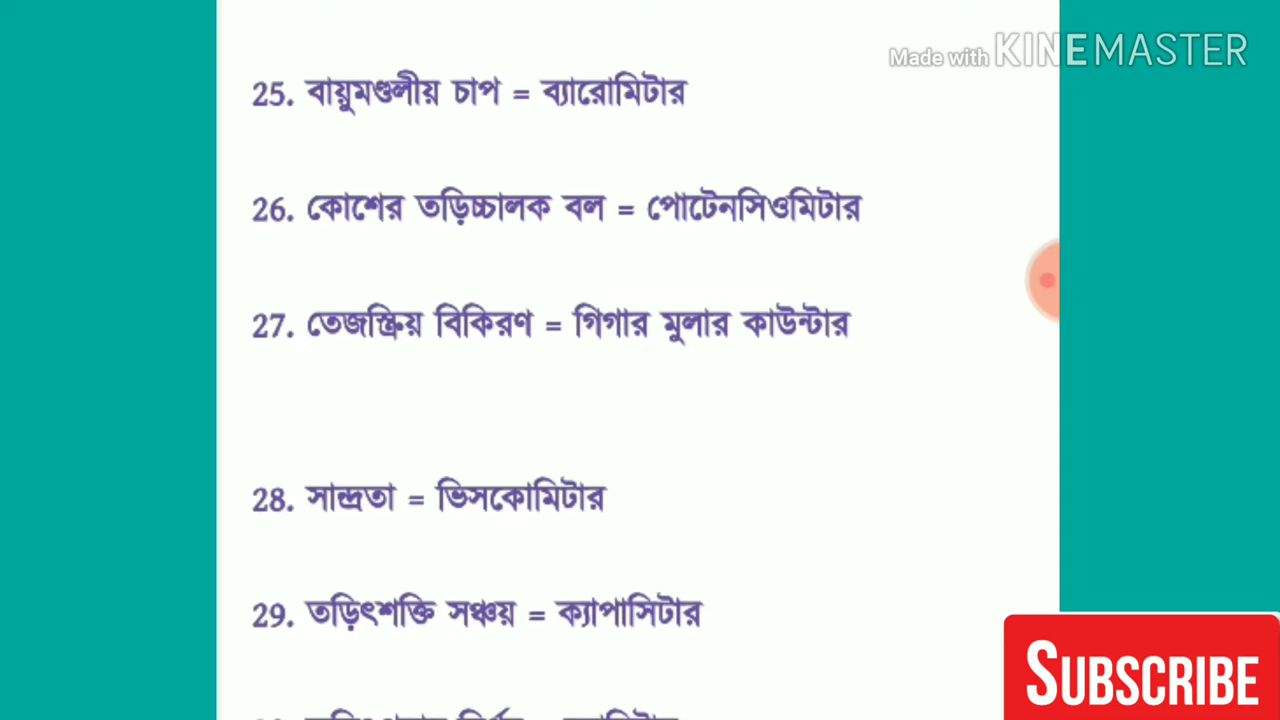 Made with KINEMASTER
25. বায়ুমণ্ডলীয় চাপ = ব্যারোমিটার
26. কোশের তড়িচ্চালক বল = পোটেনসিওমিটার
27. তেজস্ক্রিয় বিকিরণ = গিগার মুলার কাউন্টার
28. সান্দ্রতা = ভিসকোমিটার
29. তড়িৎশক্তি সঞ্চয় = ক্যাপাসিটার
SUBSCRIBE